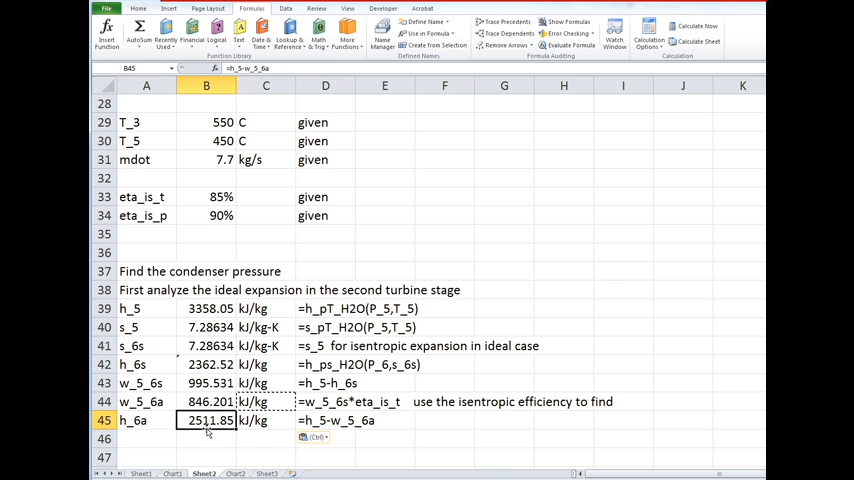 File Home Insert Page Layout Formulas Data Review View Developer Acrobat
fx Insert Function
Σ AutoSum
Recently Used
Financial
Logical
Text
Date & Time
Lookup & Reference
Math & Trig
More Functions
Function Library
Name Manager
Define Name
Use in Formula
Create from Selection
Defined Names
Trace Precedents
Trace Dependents
Remove Arrows
Show Formulas
Error Checking
Evaluate Formula
Formula Auditing
Watch Window
Calculation Options
Calculate Now
Calculate Sheet
Calculation
B45 fx =h_5-w_5_6a
A B C D E F G H I J K
28
29 T_3 550 C given
30 T_5 450 C given
31 mdot 7.7 kg/s given
32
33 eta_is_t 85% given
34 eta_is_p 90% given
35
36
37 Find the condenser pressure
38 First analyze the ideal expansion in the second turbine stage
39 h_5 3358.05 kJ/kg =h_pT_H2O(P_5,T_5)
40 s_5 7.28634 kJ/kg-K =s_pT_H2O(P_5,T_5)
41 s_6s 7.28634 kJ/kg-K =s_5 for isentropic expansion in ideal case
42 h_6s 2362.52 kJ/kg =h_ps_H2O(P_6,s_6s)
43 w_5_6s 995.531 kJ/kg =h_5-h_6s
44 w_5_6a 846.201 kJ/kg =w_5_6s*eta_is_t use the isentropic efficiency to find
45 h_6a 2511.85 kJ/kg =h_5-w_5_6a
46 (Ctrl)
47
Sheet1 Chart1 Sheet2 Chart2 Sheet3